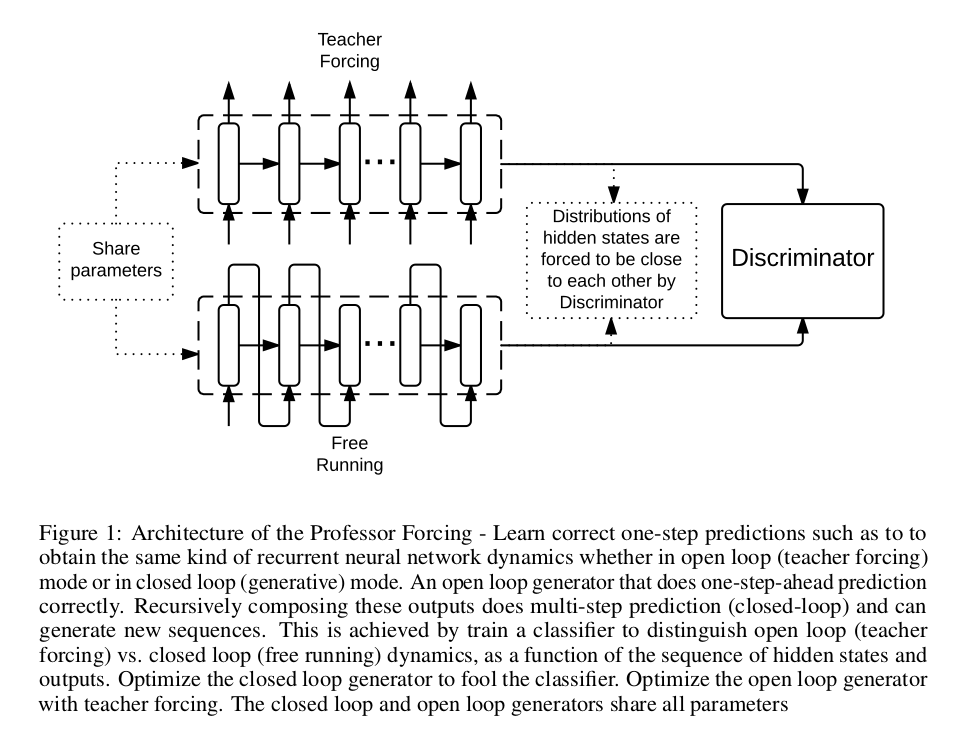 Teacher
Forcing
Share
parameters
Distributions of
hidden states are
forced to be close
to each other by
Discriminator
Discriminator
Free
Running
Figure 1: Architecture of the Professor Forcing - Learn correct one-step predictions such as to to
obtain the same kind of recurrent neural network dynamics whether in open loop (teacher forcing)
mode or in closed loop (generative) mode. An open loop generator that does one-step-ahead prediction
correctly. Recursively composing these outputs does multi-step prediction (closed-loop) and can
generate new sequences. This is achieved by train a classifier to distinguish open loop (teacher
forcing) vs. closed loop (free running) dynamics, as a function of the sequence of hidden states and
outputs. Optimize the closed loop generator to fool the classifier. Optimize the open loop generator
with teacher forcing. The closed loop and open loop generators share all parameters